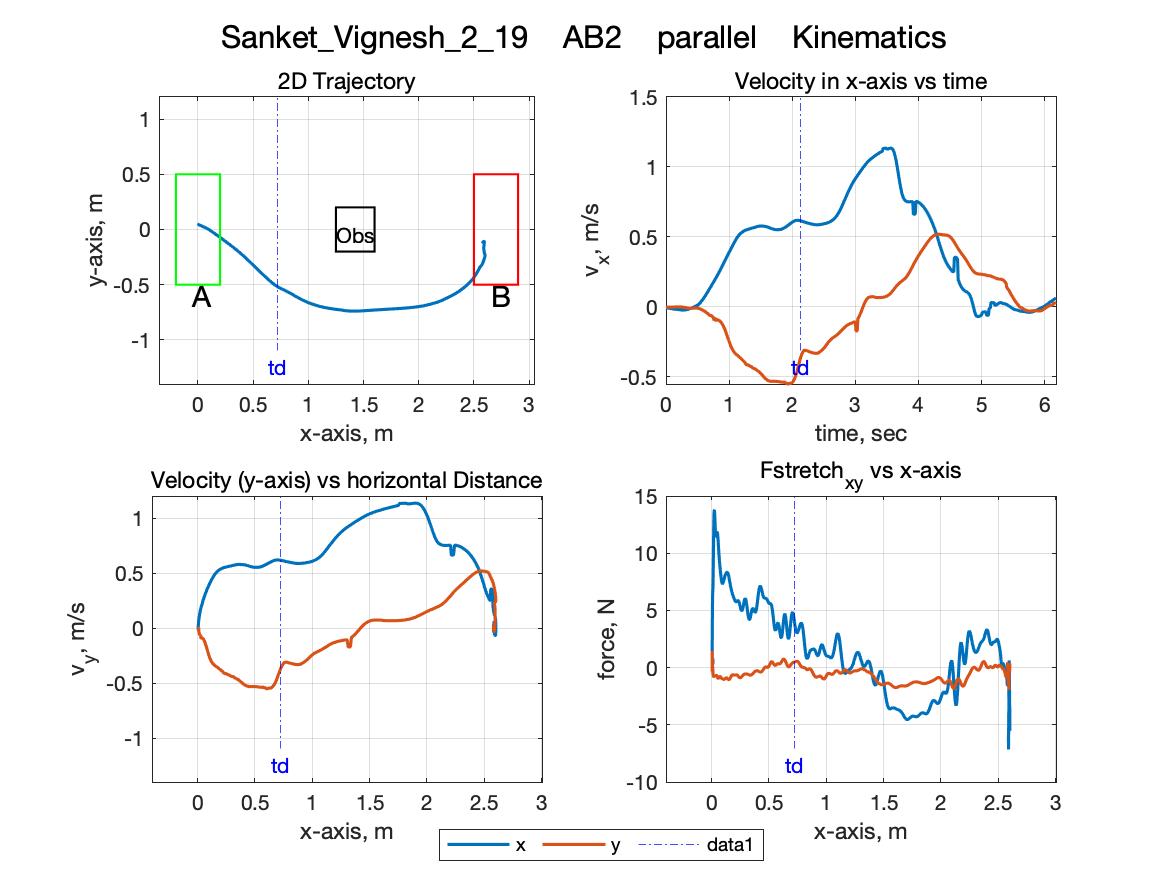 Sanket_Vignesh_2_19 AB2 parallel Kinematics
2D Trajectory
1
0.5
0
-0.5
-1
y-axis, m
A
Obs
B
td
0 0.5 1 1.5 2 2.5 3
x-axis, m
Velocity in x-axis vs time
1.5
1
0.5
0
-0.5
vx, m/s
td
0 1 2 3 4 5 6
time, sec
Velocity (y-axis) vs horizontal Distance
1
0.5
0
-0.5
-1
vy, m/s
td
0 0.5 1 1.5 2 2.5 3
x-axis, m
Fstretchxy vs x-axis
15
10
5
0
-5
-10
force, N
td
0 0.5 1 1.5 2 2.5 3
x-axis, m
x y data1